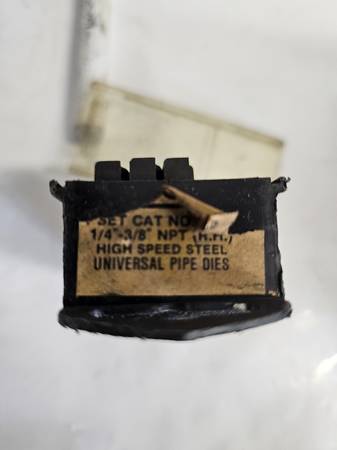 SET CAT NO
1/4"-3/8" NPT (R.H.)
HIGH SPEED STEEL
UNIVERSAL PIPE DIES